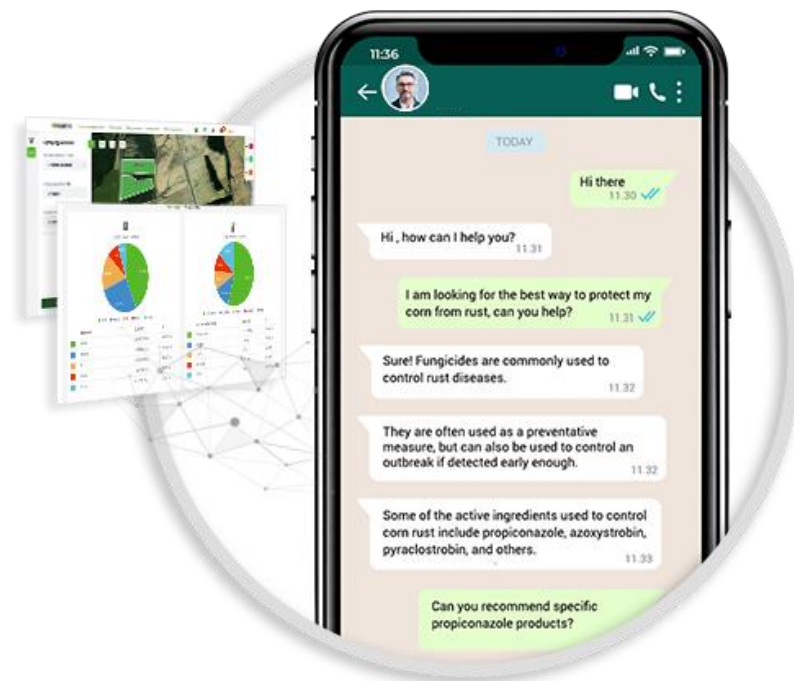 11:36
TODAY
Hi there
11.30
Hi , how can I help you?
11.31
I am looking for the best way to protect my
corn from rust, can you help?
11.31
Sure! Fungicides are commonly used to
control rust diseases.
11.32
They are often used as a preventative
measure, but can also be used to control an
outbreak if detected early enough.
11.32
Some of the active ingredients used to control
corn rust include propiconazole, azoxystrobin,
pyraclostrobin, and others.
11.33
Can you recommend specific
propiconazole products?